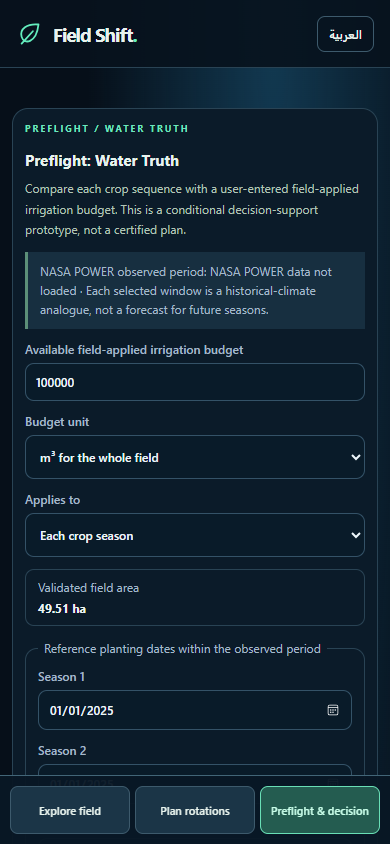 Field Shift.
العربية
PREFLIGHT / WATER TRUTH
Preflight: Water Truth
Compare each crop sequence with a user-entered field-applied
irrigation budget. This is a conditional decision-support
prototype, not a certified plan.
NASA POWER observed period: NASA POWER data not
loaded · Each selected window is a historical-climate
analogue, not a forecast for future seasons.
Available field-applied irrigation budget
100000
Budget unit
m³ for the whole field
Applies to
Each crop season
Validated field area
49.51 ha
Reference planting dates within the observed period
Season 1
01/01/2025
Season 2
Explore field
Plan rotations
Preflight & decision